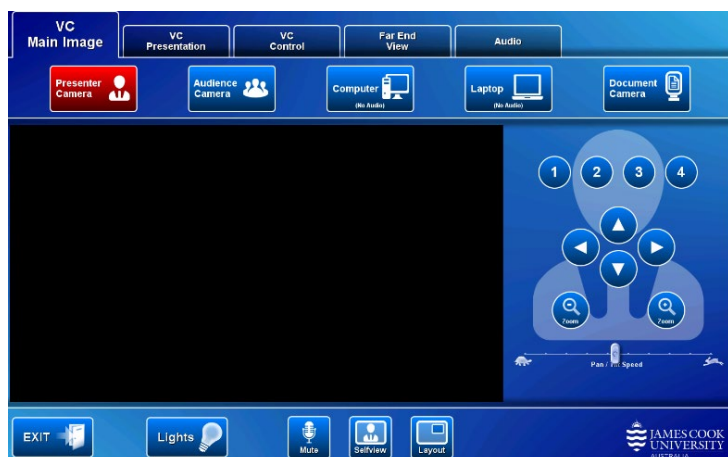 VC
Main Image
VC
Presentation
VC
Control
Far End
View
Audio
Presenter
Camera
Audience
Camera
Computer
(No Audio)
Laptop
(No Audio)
Document
Camera
1 2 3 4
Zoom
Zoom
Pan / Tilt Speed
EXIT
Lights
Mute
Selfview
Layout
JAMES COOK
UNIVERSITY
AUSTRALIA